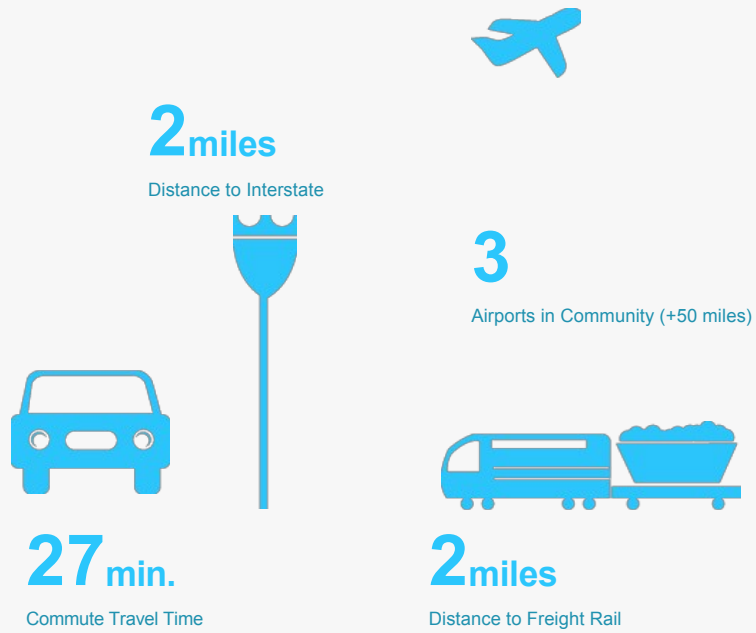 2miles
Distance to Interstate
3
Airports in Community (+50 miles)
27min.
Commute Travel Time
2miles
Distance to Freight Rail